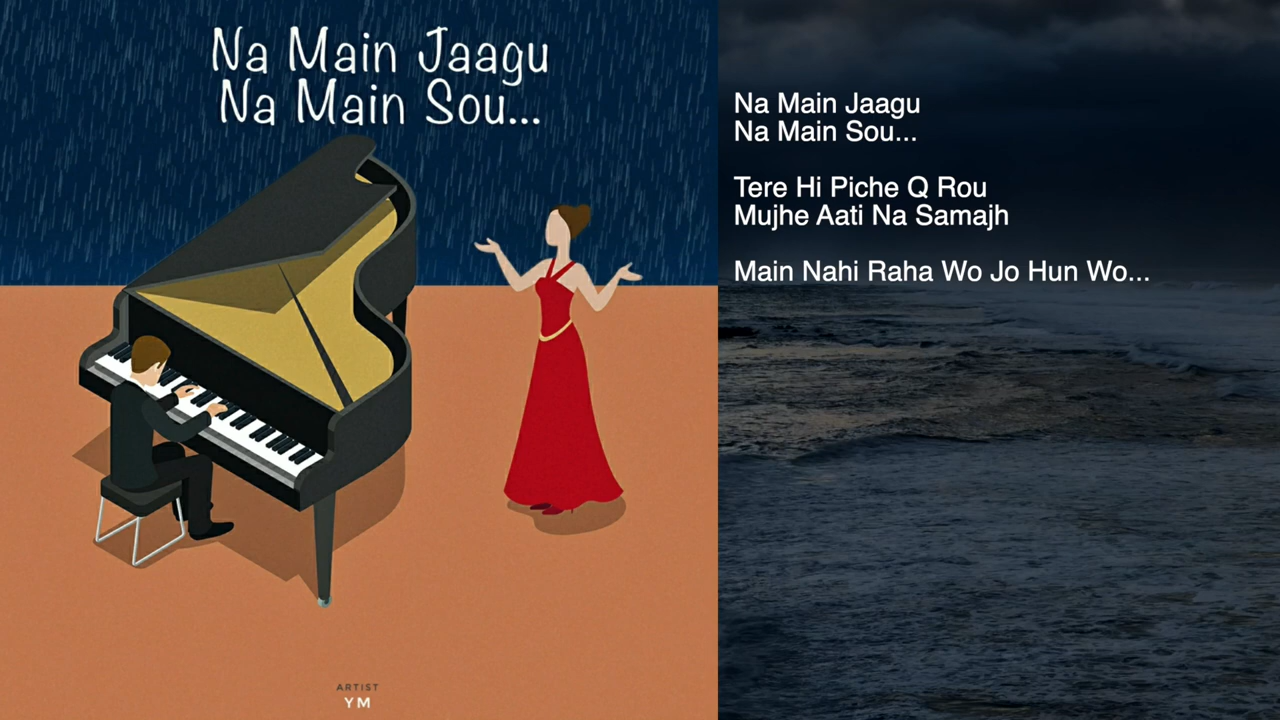 Na Main Jaagu
Na Main Sou...
ARTIST
YM
Na Main Jaagu
Na Main Sou...
Tere Hi Piche Q Rou
Mujhe Aati Na Samajh
Main Nahi Raha Wo Jo Hun Wo...